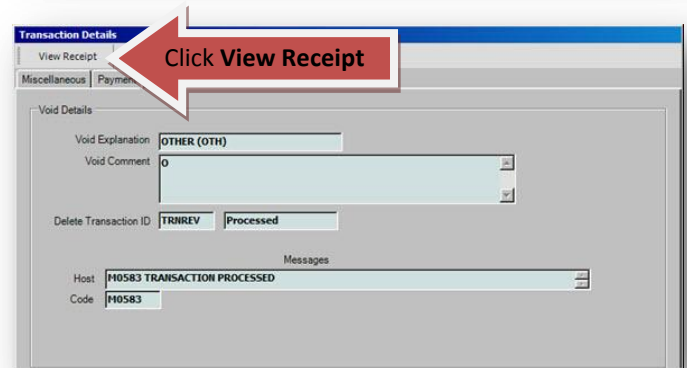 Transaction Details
View Receipt
Click View Receipt
Miscellaneous
Void Details
Void Explanation OTHER (OTH)
Void Comment O
Delete Transaction ID TRNREV Processed
Messages
Host M0583 TRANSACTION PROCESSED
Code M0583